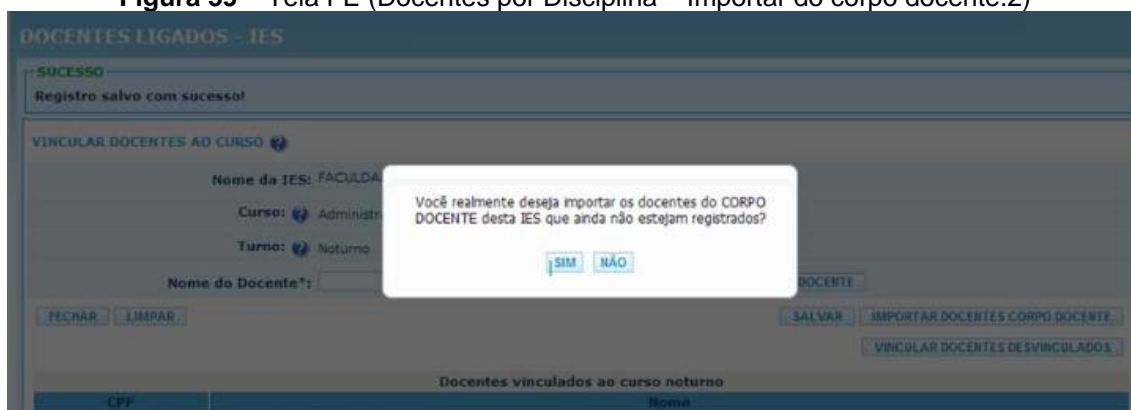 Figura 39 – Tela PE (Docentes por Disciplina – Importar do corpo docente.2)
DOCENTES LIGADOS - IES
SUCESSO
Registro salvo com sucesso!
VINCULAR DOCENTES AO CURSO
Nome da IES: FACULDA
Curso: Administr
Turno: Noturno
Nome do Docente*: DOCENTE
Você realmente deseja importar os docentes do CORPO
DOCENTE desta IES que ainda não estejam registrados?
SIM NÃO
FECHAR LIMPAR SALVAR IMPORTAR DOCENTES CORPO DOCENTE
VINCULAR DOCENTES DESVINCULADOS
Docentes vinculados ao curso noturno
CPF Nome